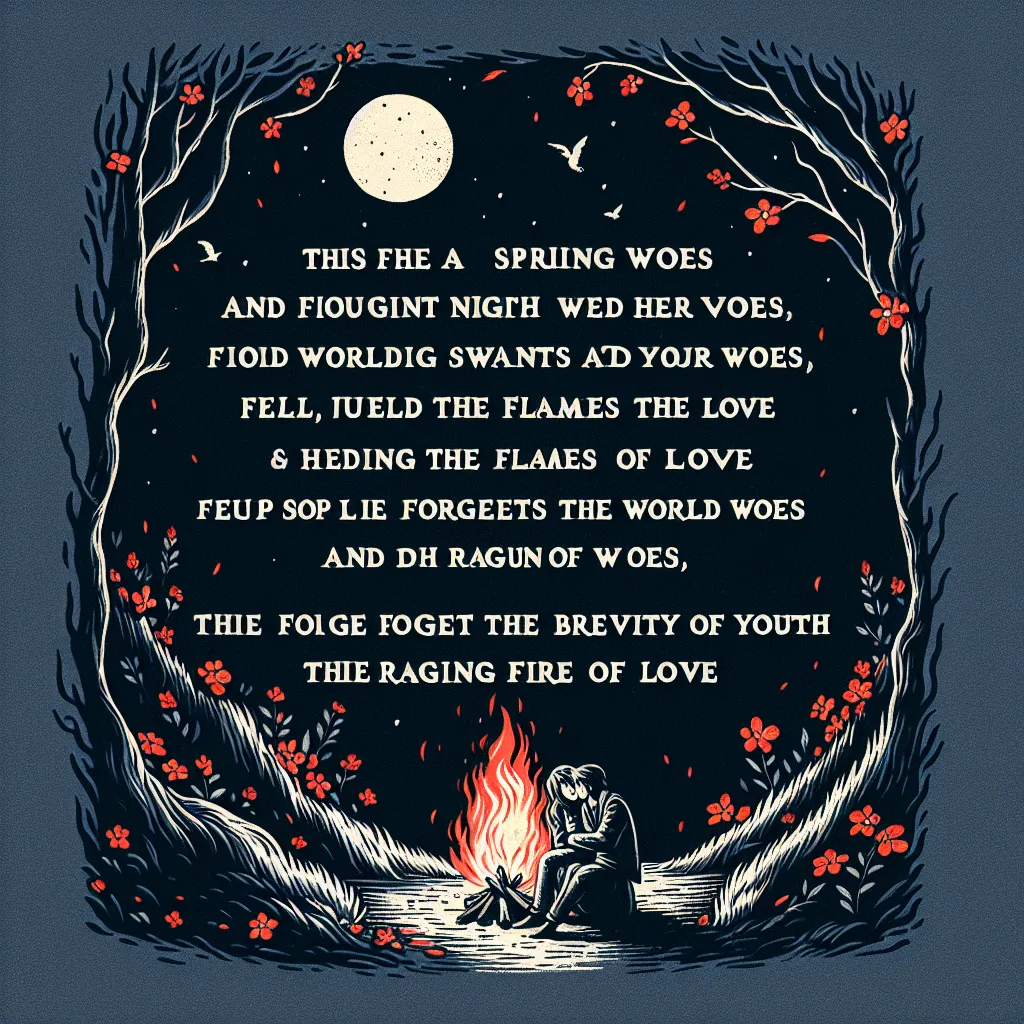 THIS FHE A SPRIING WOES
AND FIOUGINT NIGTH WED HER VOES,
FIOID WORLDIG SWANTS AD YOJR WOES,
FELL, IUELD THE FLAMES THE LOVE
& HEDING THE FLAAES OF LOVE
FEUP SOP LIE FORGEETS THE WORLD WOES
AND DH RAGUN OF WOES,
THIE FOIGE FOGET THE BREVITY OF YOUTH
THIE RAGING FIRE OF LOVE